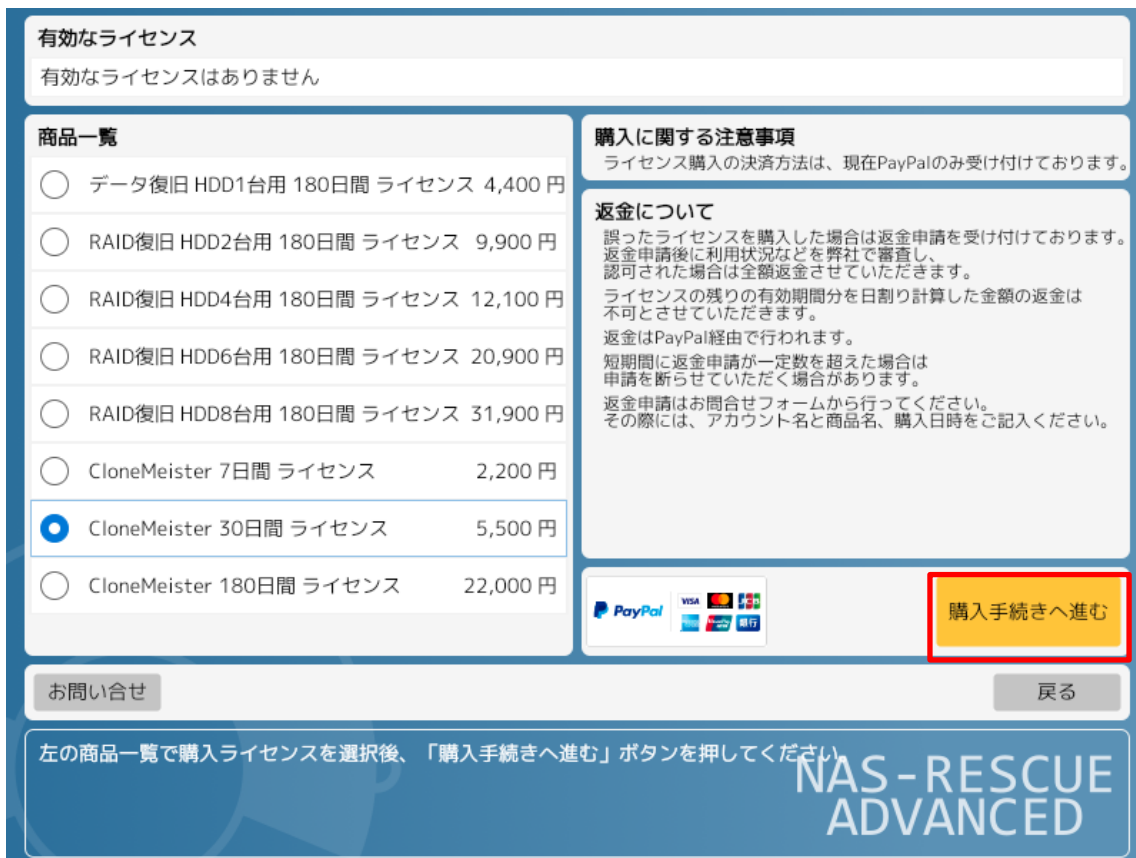 有効なライセンス
有効なライセンスはありません
商品一覧
データ復旧 HDD1台用 180日間 ライセンス 4,400 円
RAID復旧 HDD2台用 180日間 ライセンス 9,900 円
RAID復旧 HDD4台用 180日間 ライセンス 12,100 円
RAID復旧 HDD6台用 180日間 ライセンス 20,900 円
RAID復旧 HDD8台用 180日間 ライセンス 31,900 円
CloneMeister 7日間 ライセンス 2,200 円
CloneMeister 30日間 ライセンス 5,500 円
CloneMeister 180日間 ライセンス 22,000 円
購入に関する注意事項
ライセンス購入の決済方法は、現在PayPalのみ受け付けております。
返金について
誤ったライセンスを購入した場合は返金申請を受け付けております。
返金申請後に利用状況などを弊社で審査し、
認可された場合は全額返金させていただきます。
ライセンスの残りの有効期間分を日割り計算した金額の返金は
不可とさせていただきます。
返金はPayPal経由で行われます。
短期間に返金申請が一定数を超えた場合は
申請を断らせていただく場合があります。
返金申請はお問合せフォームから行ってください。
その際には、アカウント名と商品名、購入日時をご記入ください。
PayPal VISA JCB
銀行
購入手続きへ進む
お問い合せ
戻る
左の商品一覧で購入ライセンスを選択後、「購入手続きへ進む」ボタンを押してください。
NAS-RESCUE
ADVANCED